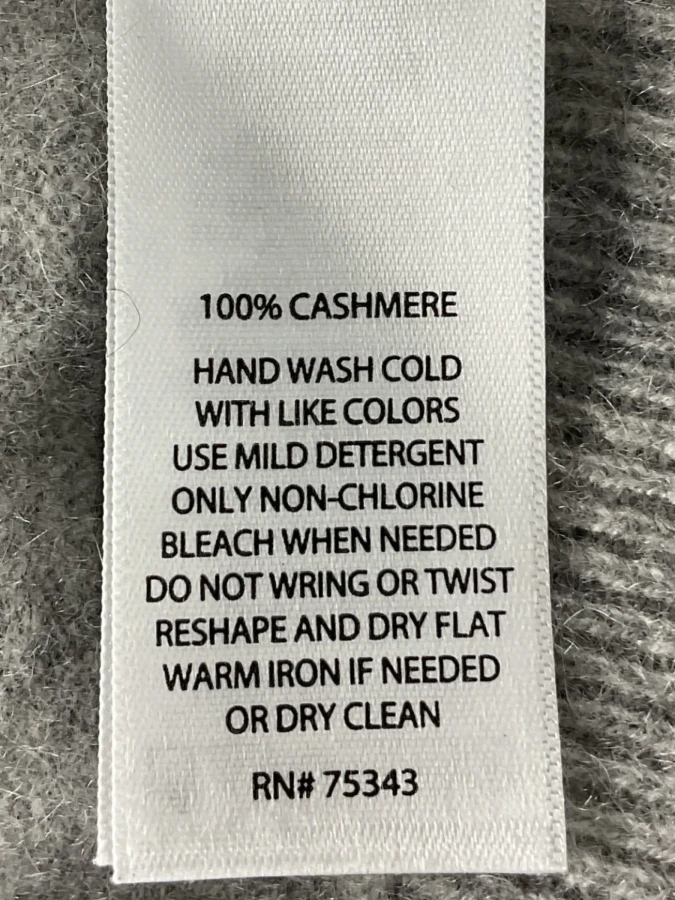 100% CASHMERE
HAND WASH COLD
WITH LIKE COLORS
USE MILD DETERGENT
ONLY NON-CHLORINE
BLEACH WHEN NEEDED
DO NOT WRING OR TWIST
RESHAPE AND DRY FLAT
WARM IRON IF NEEDED
OR DRY CLEAN
RN# 75343